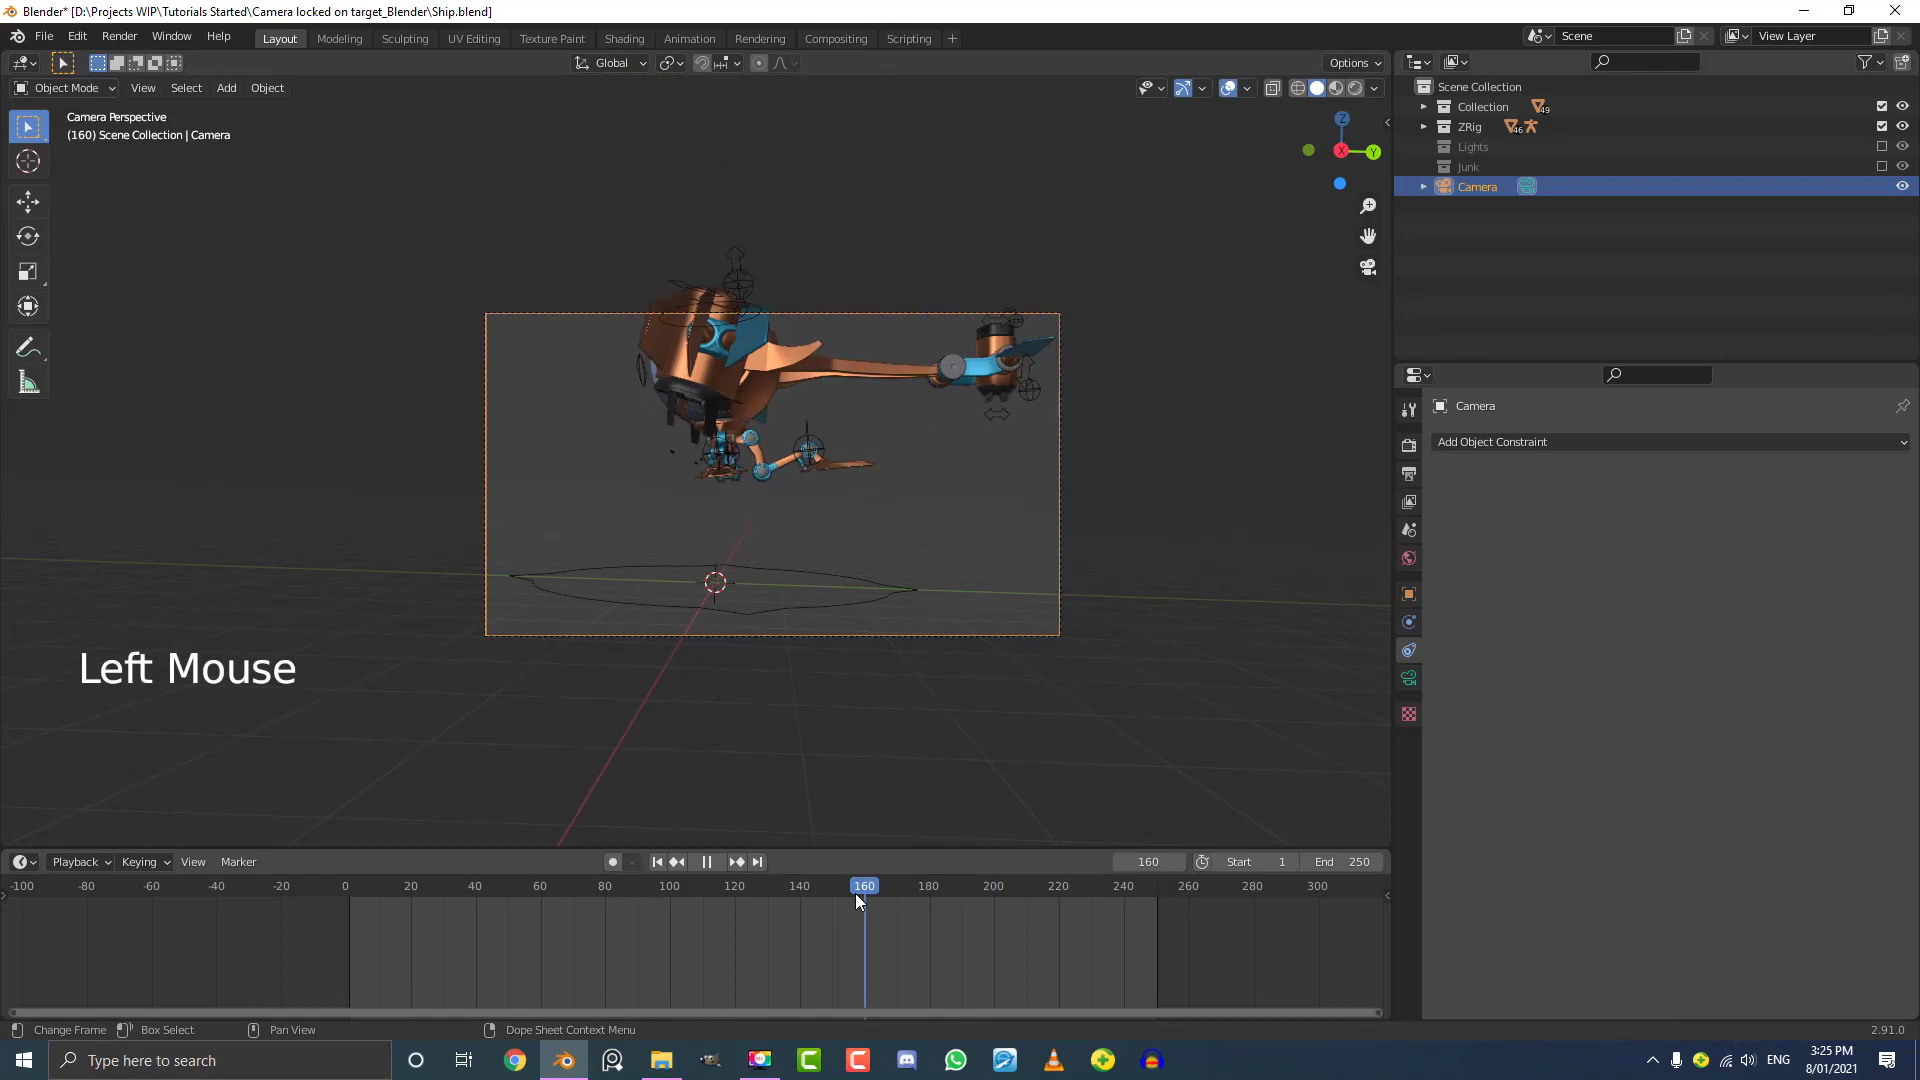 Blender* [D:\Projects WIP\Tutorials Started\Camera locked on target_Blender\Ship.blend]
File Edit Render Window Help
Layout Modeling Sculpting UV Editing Texture Paint Shading Animation Rendering Compositing Scripting
Scene
View Layer
Global
Options
Object Mode View Select Add Object
Camera Perspective
(160) Scene Collection | Camera
Z
X
Y
Scene Collection
Collection 49
ZRig 46
Lights
Junk
Camera
Camera
Add Object Constraint
Left Mouse
Playback Keying View Marker
160 Start 1 End 250
-100 -80 -60 -40 -20 0 20 40 60 80 100 120 140 160 180 200 220 240 260 280 300
Change Frame Box Select Pan View Dope Sheet Context Menu 2.91.0
Type here to search
ENG
3:25 PM
8/01/2021